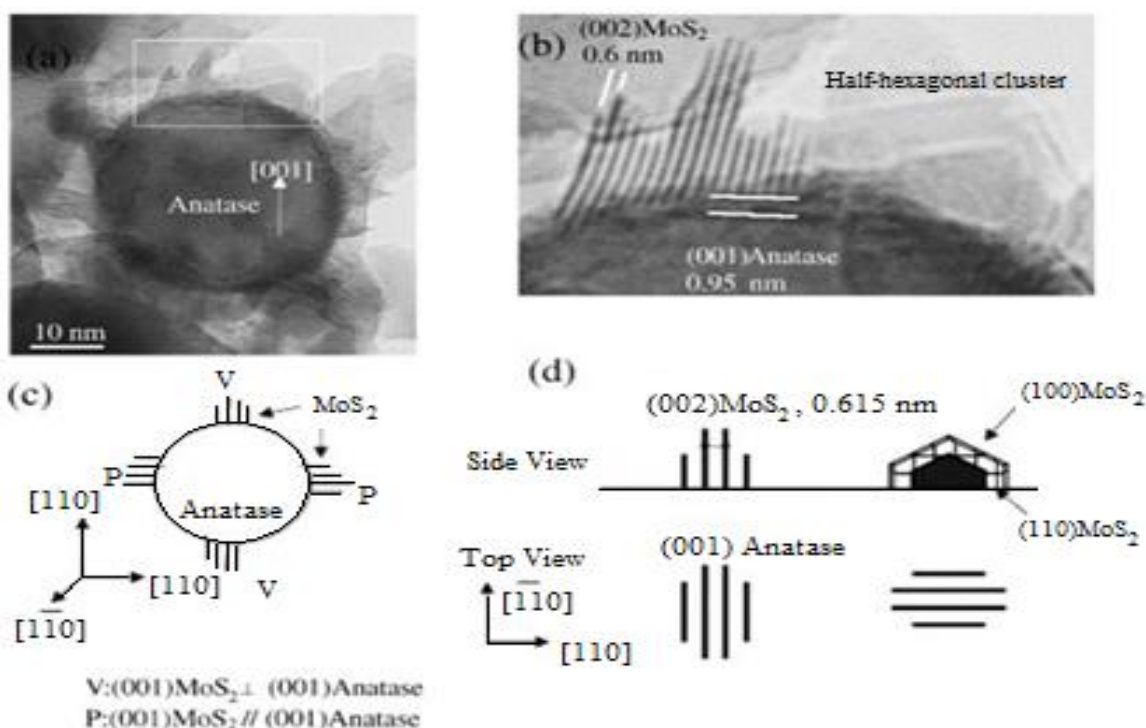 (a)
[001]
Anatase
10 nm
(b)
(002)MoS₂
0.6 nm
Half-hexagonal cluster
(001)Anatase
0.95 nm
(c)
V
MoS₂
P
Anatase
P
V
[110]
[110]
[11̅0]
V:(001)MoS₂⊥ (001)Anatase
P:(001)MoS₂// (001)Anatase
(d)
(002)MoS₂ , 0.615 nm
(100)MoS₂
Side View
(110)MoS₂
Top View
(001) Anatase
[1̅10]
[110]